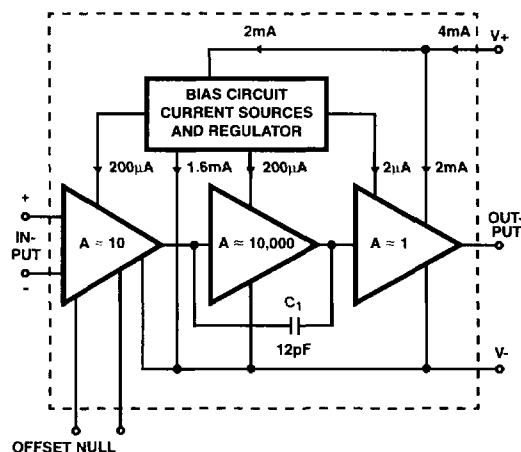 2mA
4mA
V+
BIAS CIRCUIT
CURRENT SOURCES
AND REGULATOR
200μA
1.6mA
200μA
2μA
2mA
+
IN-
PUT
-
A ≈ 10
A ≈ 10,000
A ≈ 1
OUT-
PUT
C1
12pF
V-
OFFSET NULL